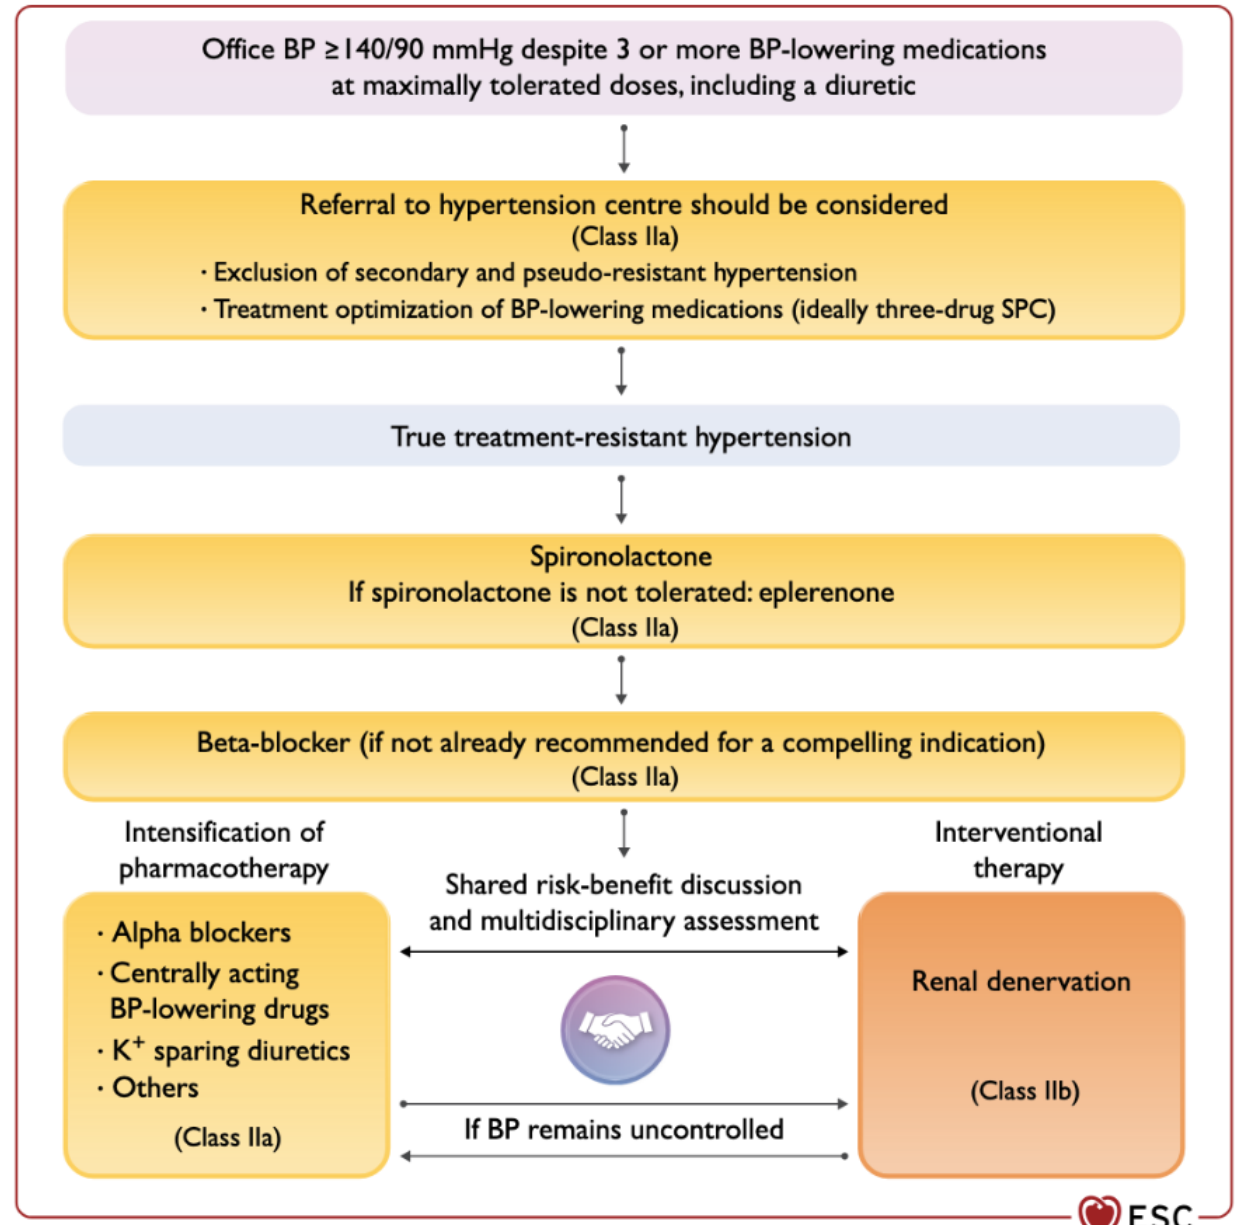 Office BP ≥140/90 mmHg despite 3 or more BP-lowering medications
at maximally tolerated doses, including a diuretic
Referral to hypertension centre should be considered
(Class IIa)
· Exclusion of secondary and pseudo-resistant hypertension
· Treatment optimization of BP-lowering medications (ideally three-drug SPC)
True treatment-resistant hypertension
Spironolactone
If spironolactone is not tolerated: eplerenone
(Class IIa)
Beta-blocker (if not already recommended for a compelling indication)
(Class IIa)
Intensification of
pharmacotherapy
· Alpha blockers
· Centrally acting
BP-lowering drugs
· K⁺ sparing diuretics
· Others
(Class IIa)
Shared risk-benefit discussion
and multidisciplinary assessment
If BP remains uncontrolled
Interventional
therapy
Renal denervation
(Class IIb)
ESC